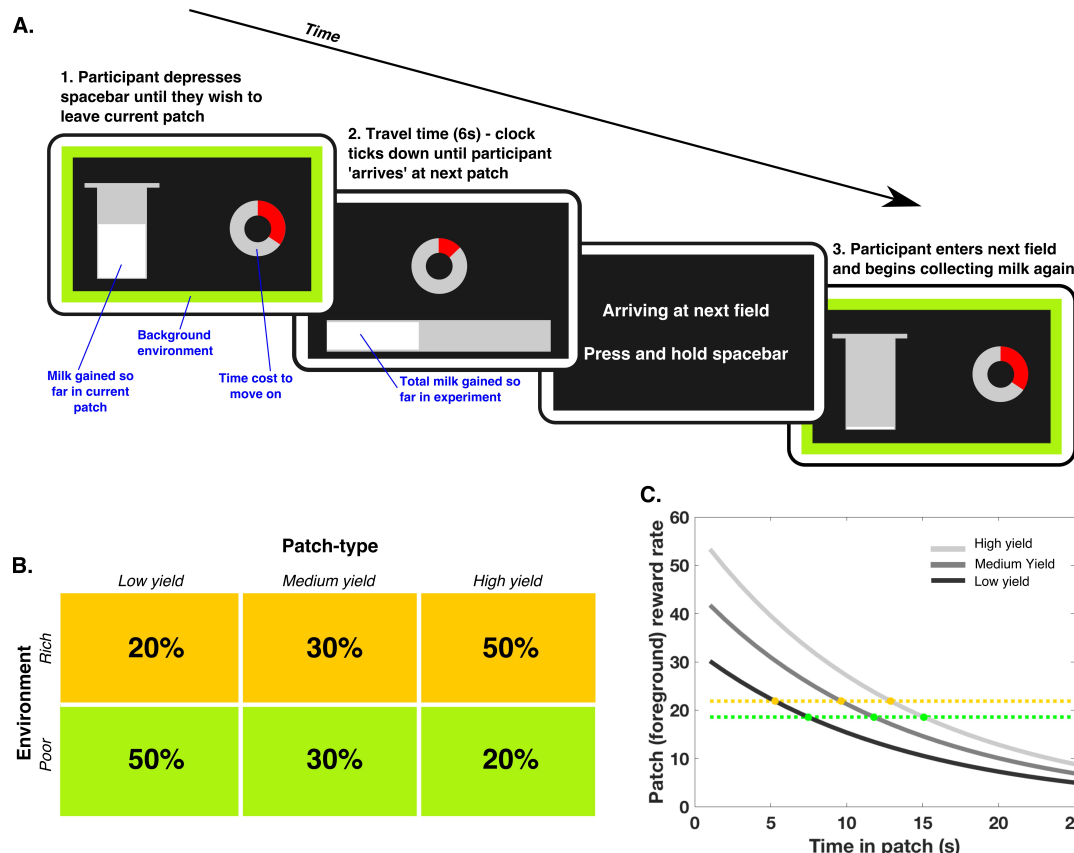 A.
Time
1. Participant depresses
spacebar until they wish to
leave current patch
2. Travel time (6s) - clock
ticks down until participant
'arrives' at next patch
3. Participant enters next field
and begins collecting milk again
Arriving at next field
Press and hold spacebar
Background
environment
Milk gained so
far in current
patch
Time cost to
move on
Total milk gained so
far in experiment
B.
Patch-type
Low yield
Medium yield
High yield
Environment
Rich
20%
30%
50%
Poor
50%
30%
20%
C.
Patch (foreground) reward rate
60
50
40
30
20
10
0
High yield
Medium Yield
Low yield
0
5
10
15
20
Time in patch (s)